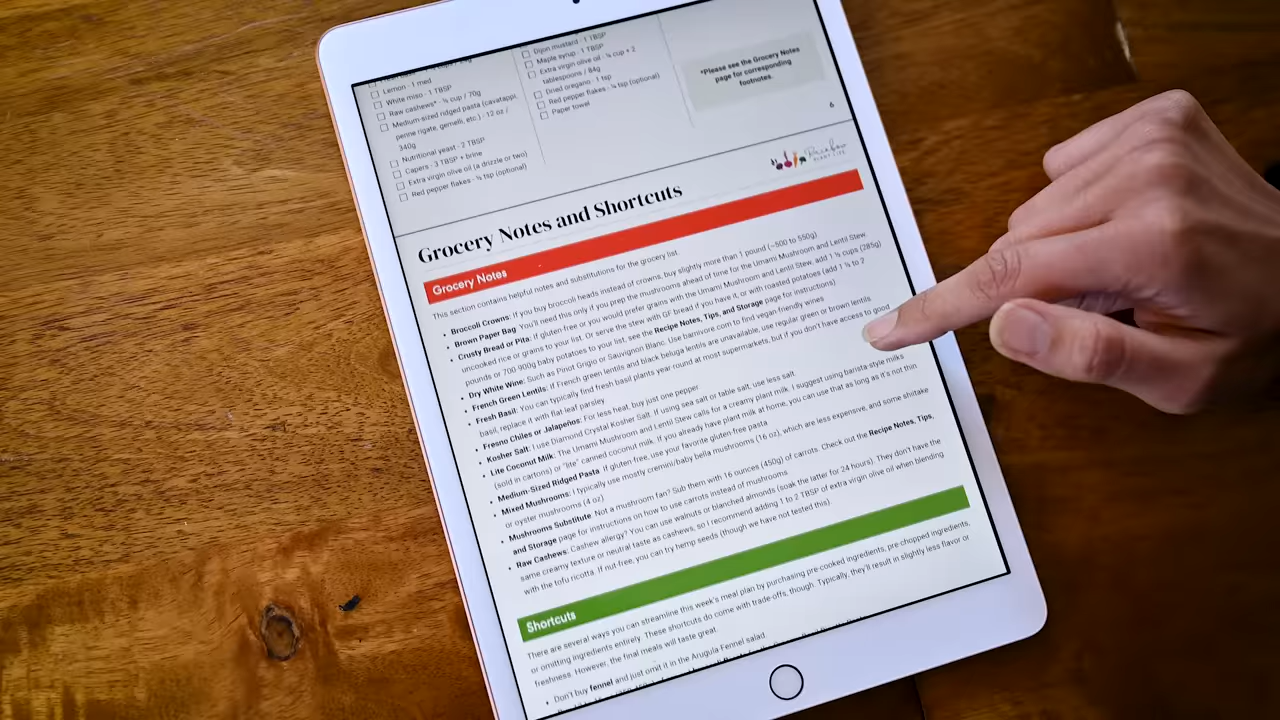 Lemon - 1 med
White miso - 1 TBSP
Raw cashews* - ½ cup / 70g
Medium-sized ridged pasta (cavatappi,
penne rigate, gemelli, etc.) - 12 oz /
340g
Nutritional yeast - 2 TBSP
Capers - 3 TBSP + brine
Extra virgin olive oil (a drizzle or two)
Red pepper flakes - ¼ tsp (optional)
Dijon mustard - 1 TBSP
Maple syrup - 1 TBSP
Extra virgin olive oil - ¼ cup + 2
tablespoons / 84g
Dried oregano - 1 tsp
Red pepper flakes - ¼ tsp (optional)
Paper towel
*Please see the Grocery Notes
page for corresponding
footnotes.
6
Rainbow
PLANT LIFE
Grocery Notes and Shortcuts
Grocery Notes
This section contains helpful notes and substitutions for the grocery list.
• Broccoli Crowns: If you buy broccoli heads instead of crowns, buy slightly more than 1 pound (~500 to 550g)
• Brown Paper Bag: You'll need this only if you prep the mushrooms ahead of time for the Umami Mushroom and Lentil Stew
• Crusty Bread or Pita: If gluten-free or you would prefer grains with the Umami Mushroom and Lentil Stew, add 1 ½ cups (285g)
uncooked rice or grains to your list. Or serve the stew with GF bread if you have it, or with roasted potatoes (add 1 ½ to 2
pounds or 700-900g baby potatoes to your list, see the Recipe Notes, Tips, and Storage page for instructions)
• Dry White Wine: Such as Pinot Grigio or Sauvignon Blanc. Use barnivore.com to find vegan-friendly wines
• French Green Lentils: If French green lentils and black beluga lentils are unavailable, use regular green or brown lentils
• Fresh Basil: You can typically find fresh basil plants year round at most supermarkets, but if you don't have access to good
basil, replace it with flat-leaf parsley
• Fresno Chiles or Jalapeños: For less heat, buy just one pepper
• Kosher Salt: I use Diamond Crystal Kosher Salt. If using sea salt or table salt, use less salt.
• Lite Coconut Milk: The Umami Mushroom and Lentil Stew calls for a creamy plant milk. I suggest using barista-style milks
(sold in cartons) or "lite" canned coconut milk. If you already have plant milk at home, you can use that as long as it's not thin
• Medium-Sized Ridged Pasta: If gluten-free, use your favorite gluten-free pasta
• Mixed Mushrooms: I typically use mostly cremini/baby bella mushrooms (16 oz), which are less expensive, and some shiitake
or oyster mushrooms (4 oz)
• Mushrooms Substitute: Not a mushroom fan? Sub them with 16 ounces (450g) of carrots. Check out the Recipe Notes, Tips,
and Storage page for instructions on how to use carrots instead of mushrooms
• Raw Cashews: Cashew allergy? You can use walnuts or blanched almonds (soak the latter for 24 hours). They don't have the
same creamy texture or neutral taste as cashews, so I recommend adding 1 to 2 TBSP of extra virgin olive oil when blending
with the tofu ricotta. If nut-free, you can try hemp seeds (though we have not tested this).
Shortcuts
There are several ways you can streamline this week's meal plan by purchasing pre-cooked ingredients, pre-chopped ingredients,
or omitting ingredients entirely. These shortcuts do come with trade-offs, though. Typically, they'll result in slightly less flavor or
freshness. However, the final meals will taste great.
• Don't buy fennel and just omit it in the Arugula Fennel salad